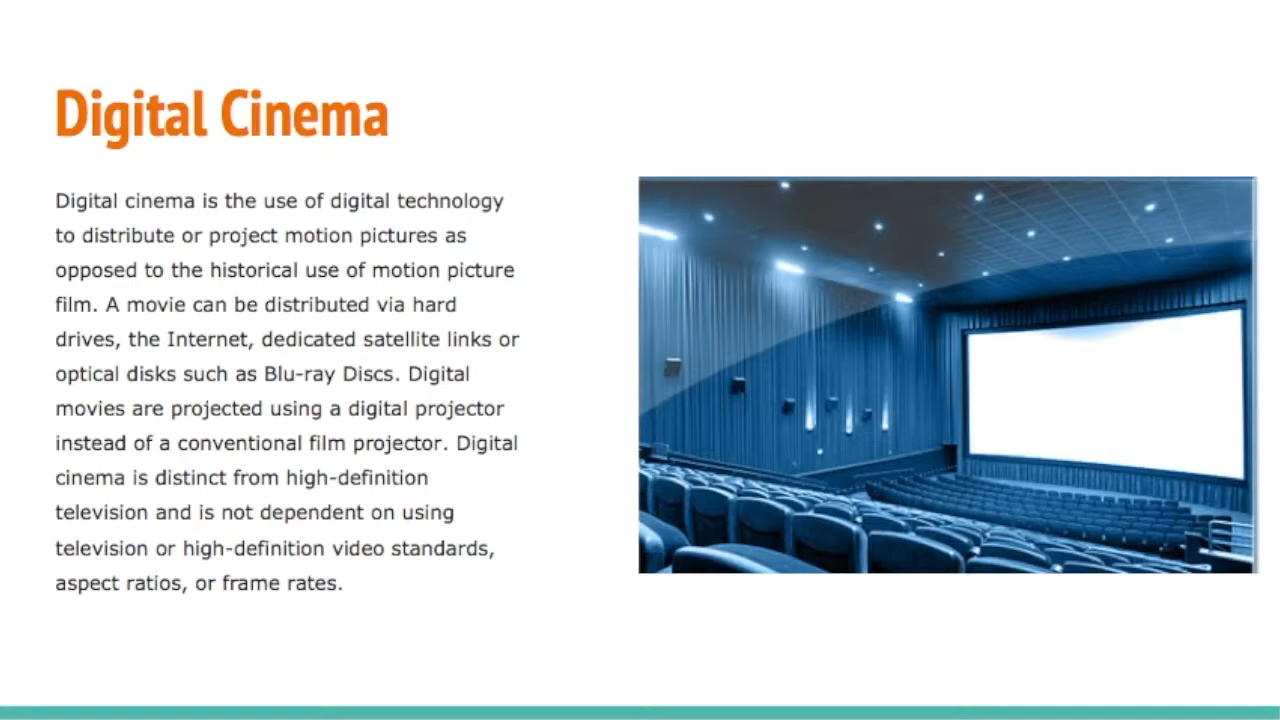 Digital Cinema
Digital cinema is the use of digital technology
to distribute or project motion pictures as
opposed to the historical use of motion picture
film. A movie can be distributed via hard
drives, the Internet, dedicated satellite links or
optical disks such as Blu-ray Discs. Digital
movies are projected using a digital projector
instead of a conventional film projector. Digital
cinema is distinct from high-definition
television and is not dependent on using
television or high-definition video standards,
aspect ratios, or frame rates.